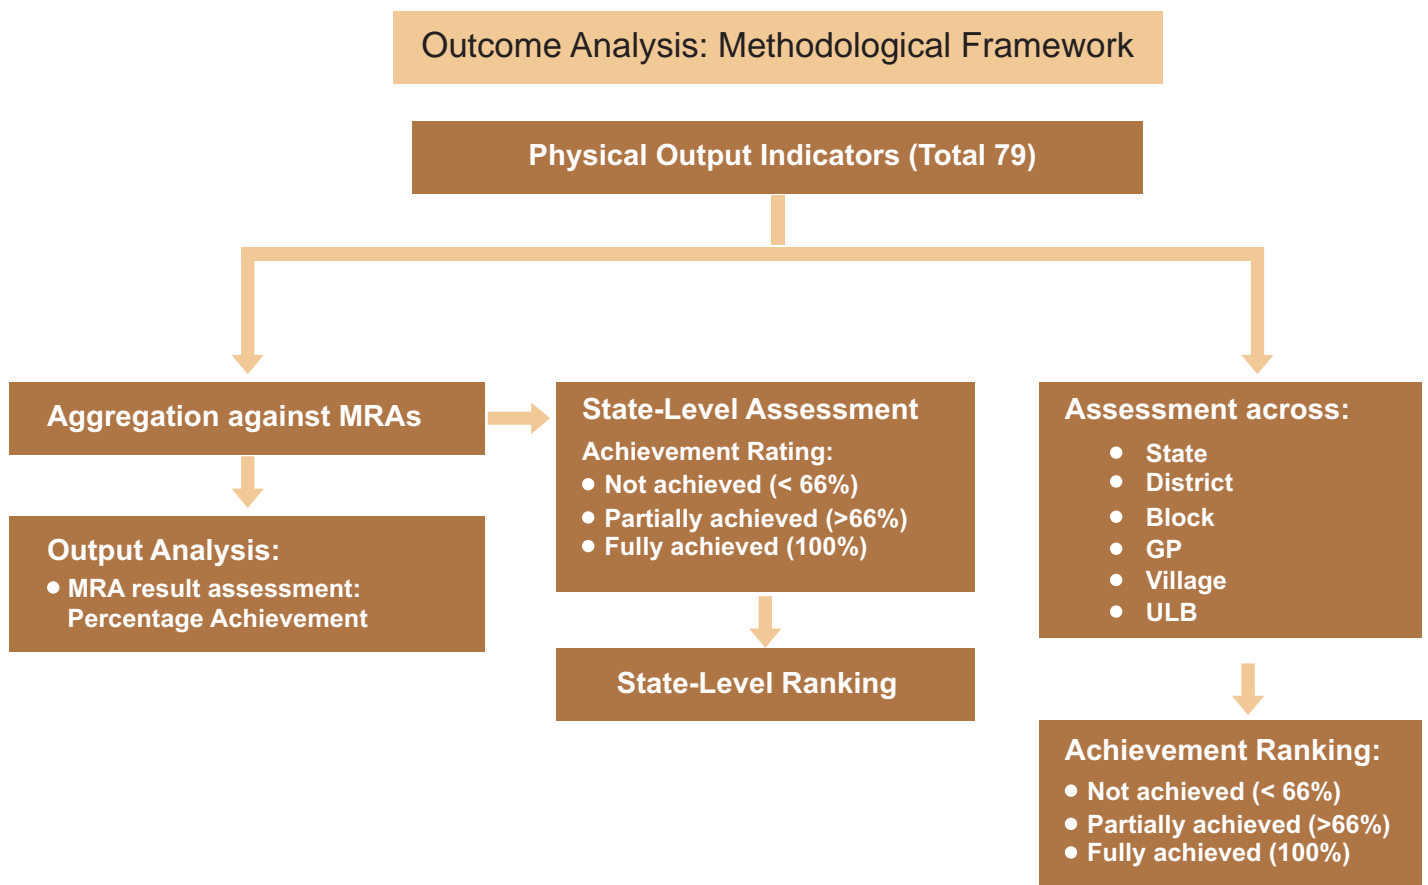 Outcome Analysis: Methodological Framework
Physical Output Indicators (Total 79)
Aggregation against MRAs
Output Analysis:
● MRA result assessment:
Percentage Achievement
State-Level Assessment
Achievement Rating:
● Not achieved (< 66%)
● Partially achieved (>66%)
● Fully achieved (100%)
State-Level Ranking
Assessment across:
● State
● District
● Block
● GP
● Village
● ULB
Achievement Ranking:
● Not achieved (< 66%)
● Partially achieved (>66%)
● Fully achieved (100%)